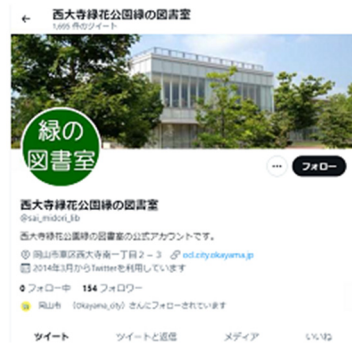 西大寺緑花公園緑の図書室
1,695 件のツイート
緑の
図書室
フォロー
西大寺緑花公園緑の図書室
@sai_midori_lib
西大寺緑花公園緑の図書室の公式アカウントです。
岡山市東区西大寺南一丁目2－3 ocl.city.okayama.jp
2014年3月からTwitterを利用しています
0 フォロー中 154 フォロワー
岡山市 （Okayama_city）さんにフォローされています
ツイート ツイートと返信 メディア いいね